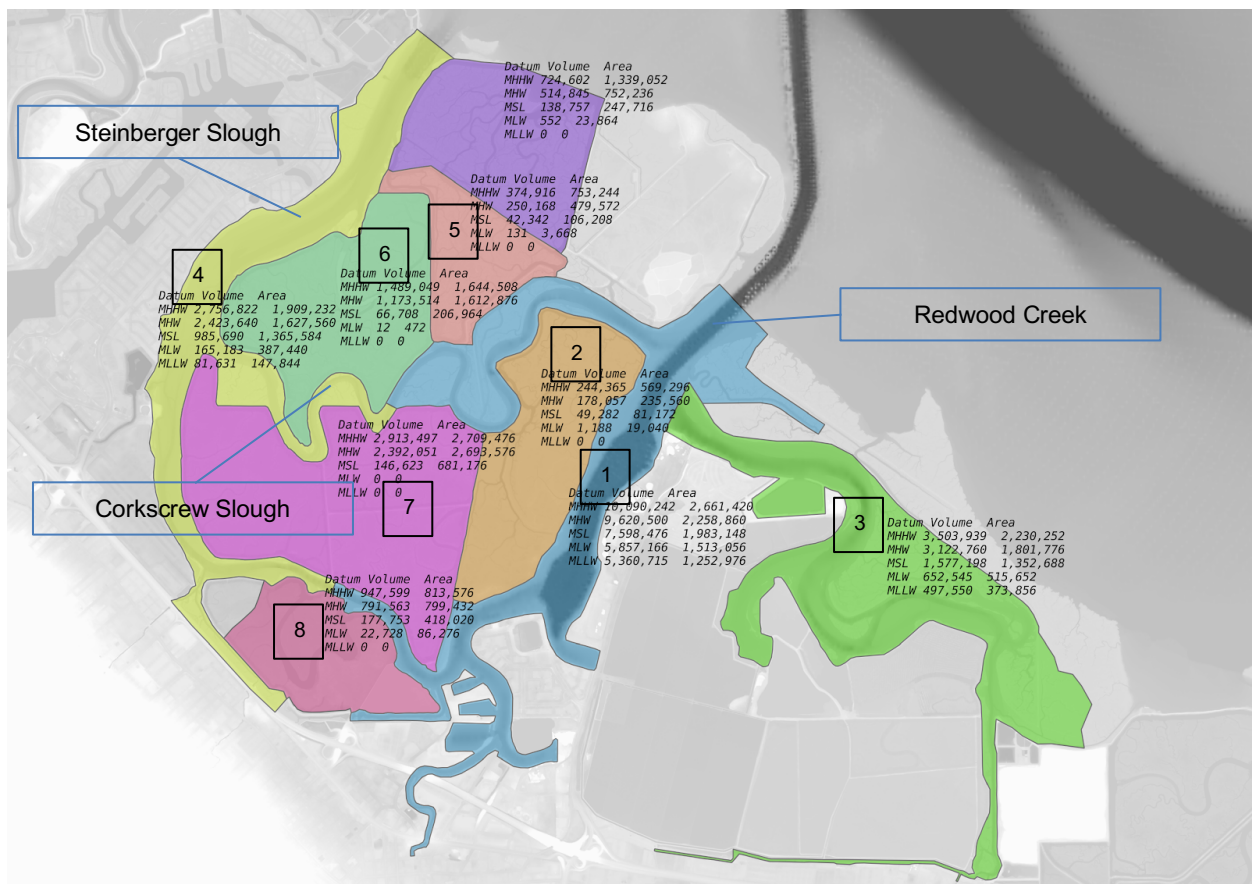 Datum Volume Area
MHHW 724,602 1,339,052
MHW 514,845 752,236
MSL 138,757 247,716
MLW 552 23,864
MLLW 0 0
Steinberger Slough
Datum Volume Area
MHHW 374,916 753,244
MHW 250,168 479,572
MSL 42,342 106,208
MLW 131 3,668
MLLW 0 0
5
6
Datum Volume Area
MHHW 1,489,049 1,644,508
MHW 1,173,514 1,612,876
MSL 66,708 206,964
MLW 12 472
MLLW 0 0
4
Datum Volume Area
MHHW 2,756,822 1,909,232
MHW 2,423,640 1,627,560
MSL 985,690 1,365,584
MLW 165,183 387,440
MLLW 81,631 147,844
Redwood Creek
2
Datum Volume Area
MHHW 244,365 569,296
MHW 178,057 235,560
MSL 49,282 81,172
MLW 1,188 19,040
MLLW 0 0
Datum Volume Area
MHHW 2,913,497 2,709,476
MHW 2,392,051 2,693,576
MSL 146,623 681,176
MLW 0 0
MLLW 0 0
Corkscrew Slough
7
1
Datum Volume Area
MHHW 10,090,242 2,661,420
MHW 9,620,500 2,258,860
MSL 7,598,476 1,983,148
MLW 5,857,166 1,513,056
MLLW 5,360,715 1,252,976
3
Datum Volume Area
MHHW 3,503,939 2,230,252
MHW 3,122,760 1,801,776
MSL 1,577,198 1,352,688
MLW 652,545 515,652
MLLW 497,550 373,856
8
Datum Volume Area
MHHW 947,599 813,576
MHW 791,563 799,432
MSL 177,753 418,020
MLW 22,728 86,276
MLLW 0 0